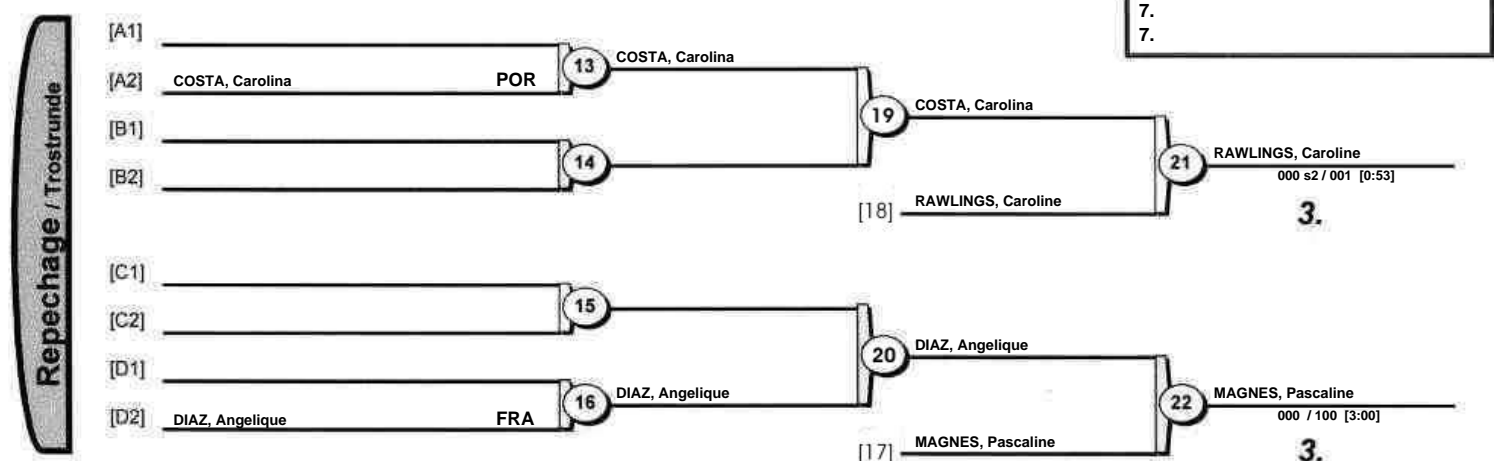 7.
7.
Repechage / Trostrunde
[A1]
[A2] COSTA, Carolina POR
13 COSTA, Carolina
[B1]
[B2]
14
19 COSTA, Carolina
[18] RAWLINGS, Caroline
21 RAWLINGS, Caroline
000 s2 / 001 [0:53]
3.
[C1]
[C2]
15
[D1]
[D2] DIAZ, Angelique FRA
16 DIAZ, Angelique
20 DIAZ, Angelique
[17] MAGNES, Pascaline
22 MAGNES, Pascaline
000 / 100 [3:00]
3.